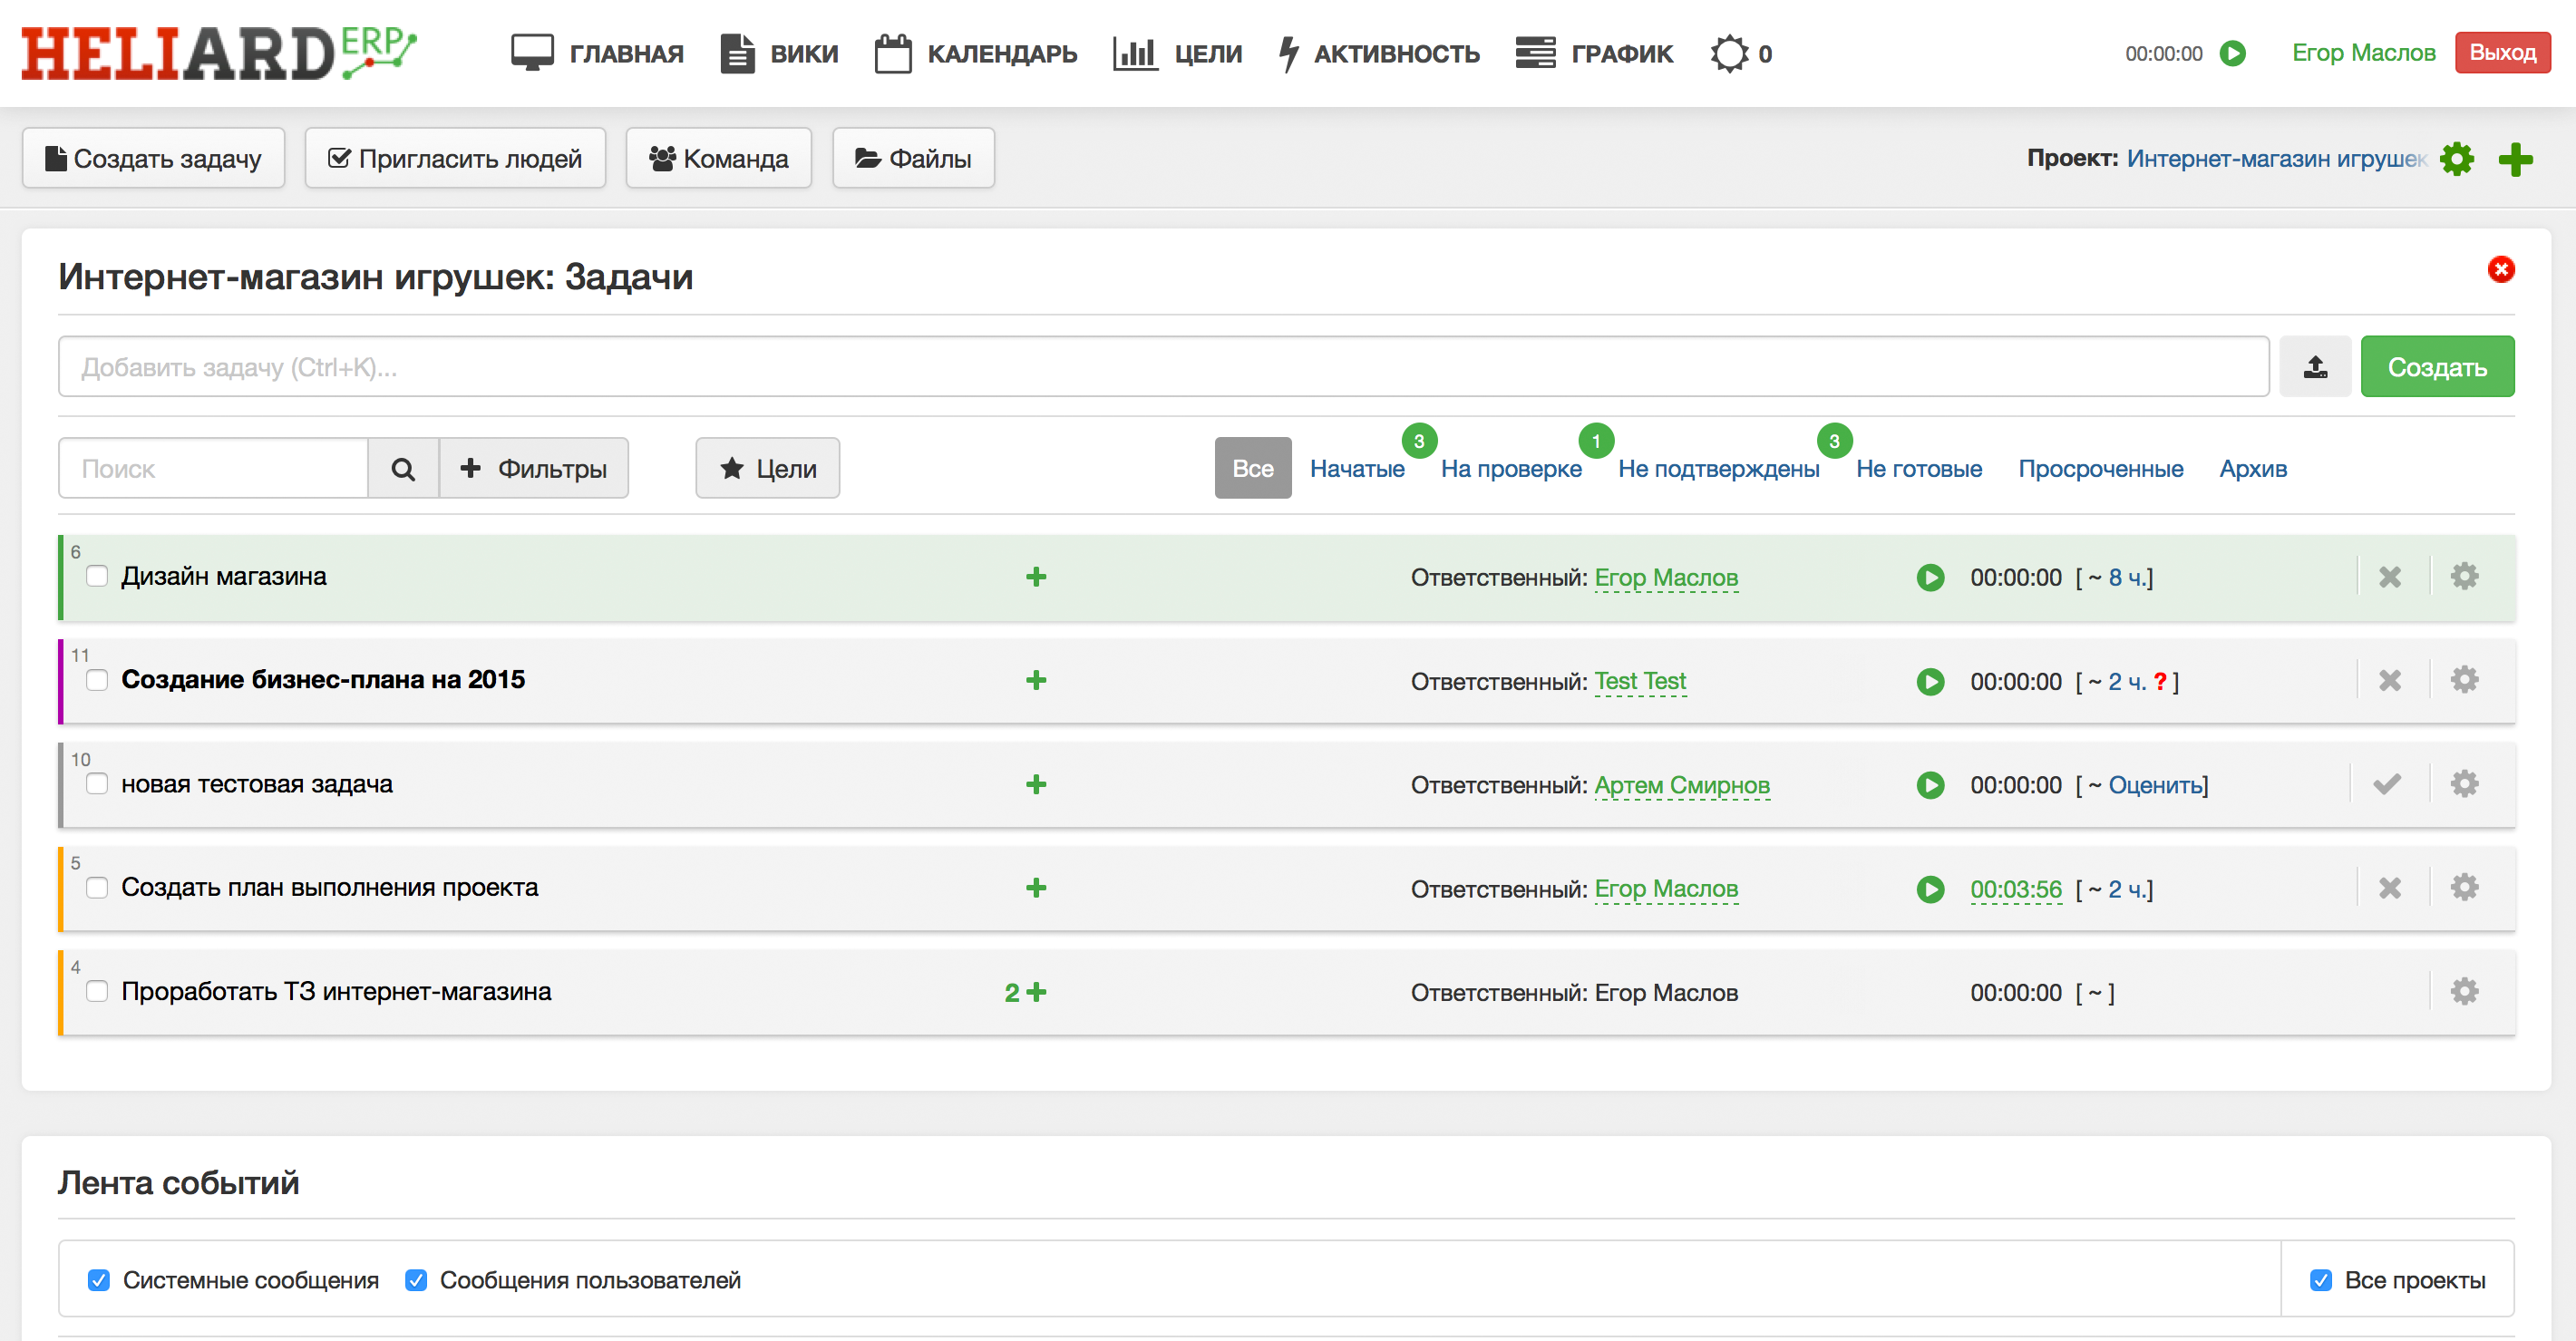 HELIARD ERP
ГЛАВНАЯ
ВИКИ
КАЛЕНДАРЬ
ЦЕЛИ
АКТИВНОСТЬ
ГРАФИК
0
00:00:00
Егор Маслов
Выход
Создать задачу
Пригласить людей
Команда
Файлы
Проект: Интернет-магазин игрушек
Интернет-магазин игрушек: Задачи
Добавить задачу (Ctrl+K)...
Создать
Поиск
Фильтры
Цели
Все
Начатые 3
На проверке 1
Не подтверждены 3
Не готовые
Просроченные
Архив
6
Дизайн магазина
Ответственный: Егор Маслов
00:00:00 [ ~ 8 ч.]
11
Создание бизнес-плана на 2015
Ответственный: Test Test
00:00:00 [ ~ 2 ч. ? ]
10
новая тестовая задача
Ответственный: Артем Смирнов
00:00:00 [ ~ Оценить]
5
Создать план выполнения проекта
Ответственный: Егор Маслов
00:03:56 [ ~ 2 ч.]
4
Проработать ТЗ интернет-магазина
2
Ответственный: Егор Маслов
00:00:00 [ ~ ]
Лента событий
Системные сообщения
Сообщения пользователей
Все проекты